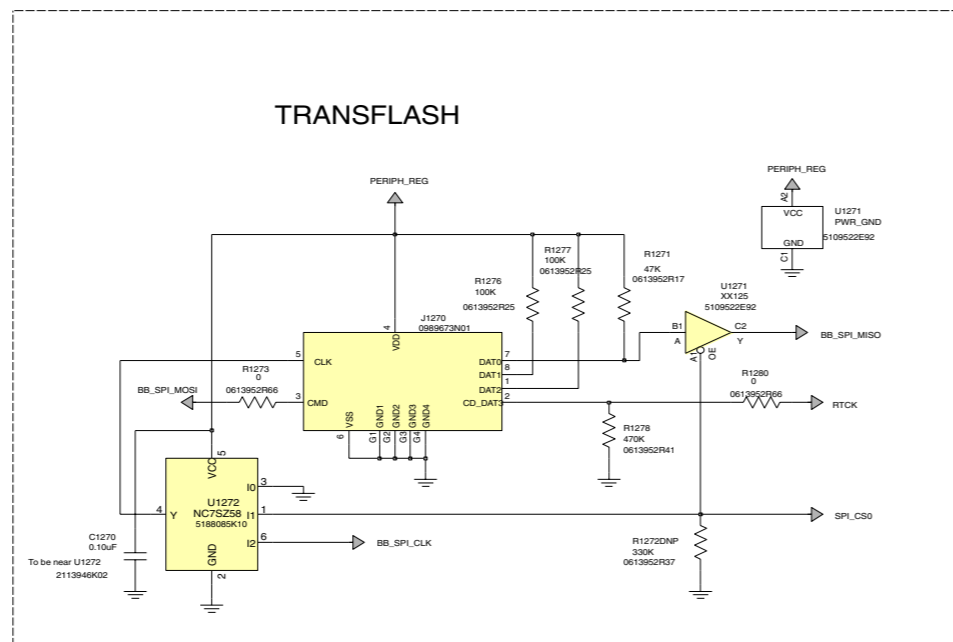 TRANSFLASH
PERIPH_REG
PERIPH_REG
A2
VCC
GND
C1
U1271
PWR_GND
5109522E92
R1277
100K
0613952R25
R1276
100K
0613952R25
R1271
47K
0613952R17
U1271
XX125
5109522E92
B1
A
C2
Y
A1
OE
BB_SPI_MISO
J1270
0989673N01
4
VDD
5
CLK
7
DAT0
8
DAT1
1
DAT2
2
CD_DAT3
3
CMD
R1273
0
0613952R66
BB_SPI_MOSI
VSS
GND1
GND2
GND3
GND4
6
G1
G2
G3
G4
R1280
0
0613952R66
RTCK
R1278
470K
0613952R41
5
VCC
U1272
NC7SZ58
5188085K10
4
Y
I0
3
I1
1
I2
6
GND
2
BB_SPI_CLK
SPI_CS0
C1270
0.10uF
To be near U1272
2113946K02
R1272DNP
330K
0613952R37